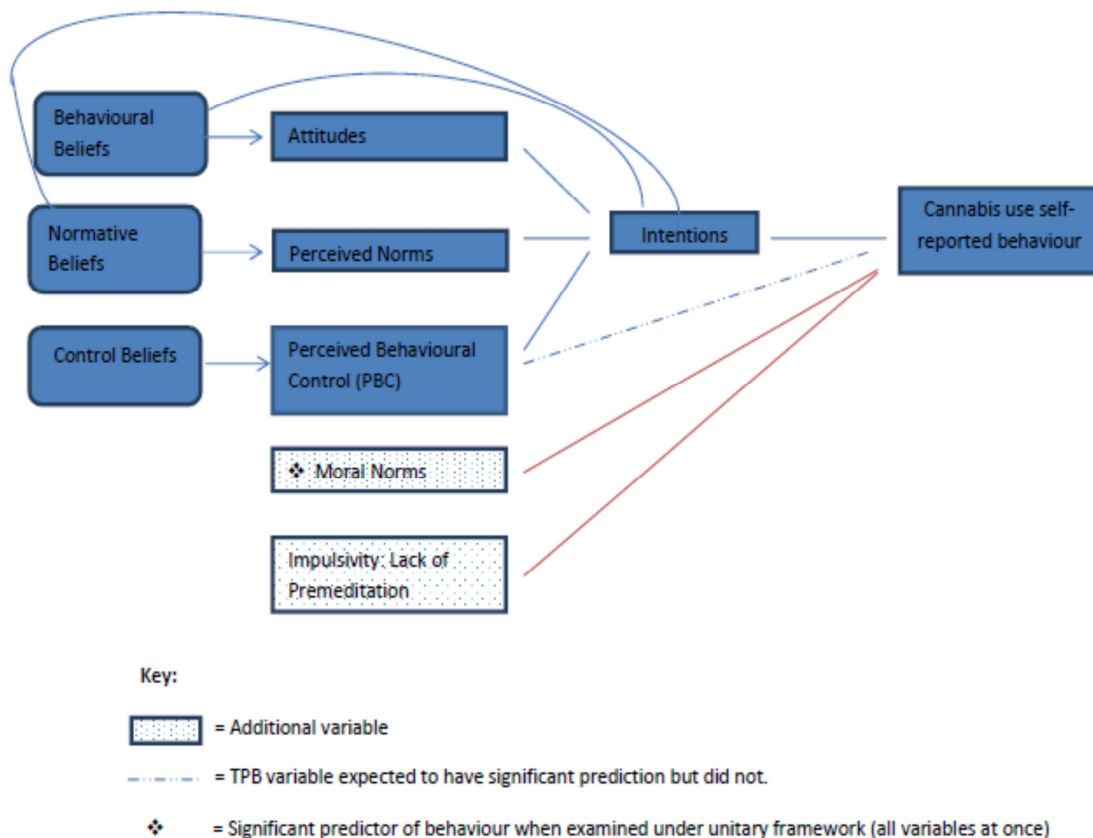 Behavioural
Beliefs
Attitudes
Normative
Beliefs
Perceived Norms
Intentions
Cannabis use self-
reported behaviour
Control Beliefs
Perceived Behavioural
Control (PBC)
❖ Moral Norms
Impulsivity: Lack of
Premeditation
Key:
= Additional variable
= TPB variable expected to have significant prediction but did not.
❖ = Significant predictor of behaviour when examined under unitary framework (all variables at once)